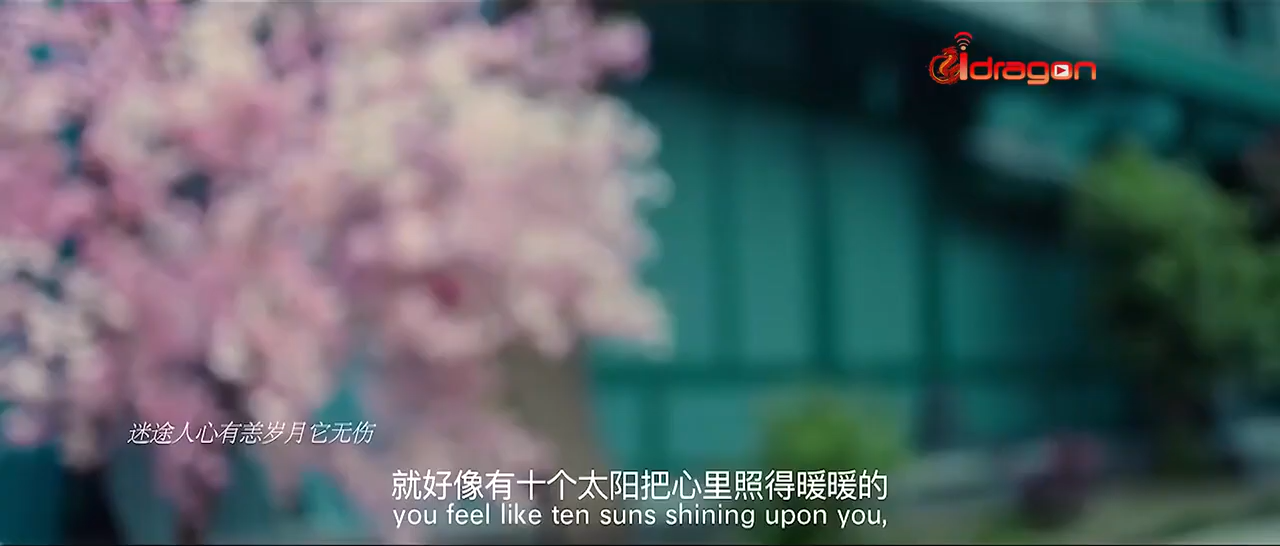 idragon
迷途人心有恙岁月它无伤
就好像有十个太阳把心里照得暖暖的
you feel like ten suns shining upon you,